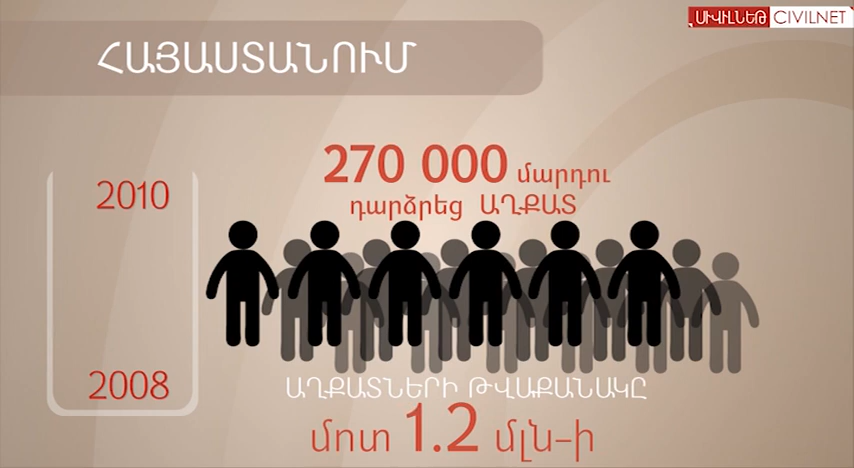 ՍԻՎԻԼՆԵԹ CIVILNET
ՀԱՅԱՍՏԱՆՈՒՄ
270 000 մարդու
դարձրեց ԱՂՔԱՏ
2010
2008
ԱՂՔԱՏՆԵՐԻ ԹՎԱՔԱՆԱԿԸ
մոտ 1.2 մլն-ի